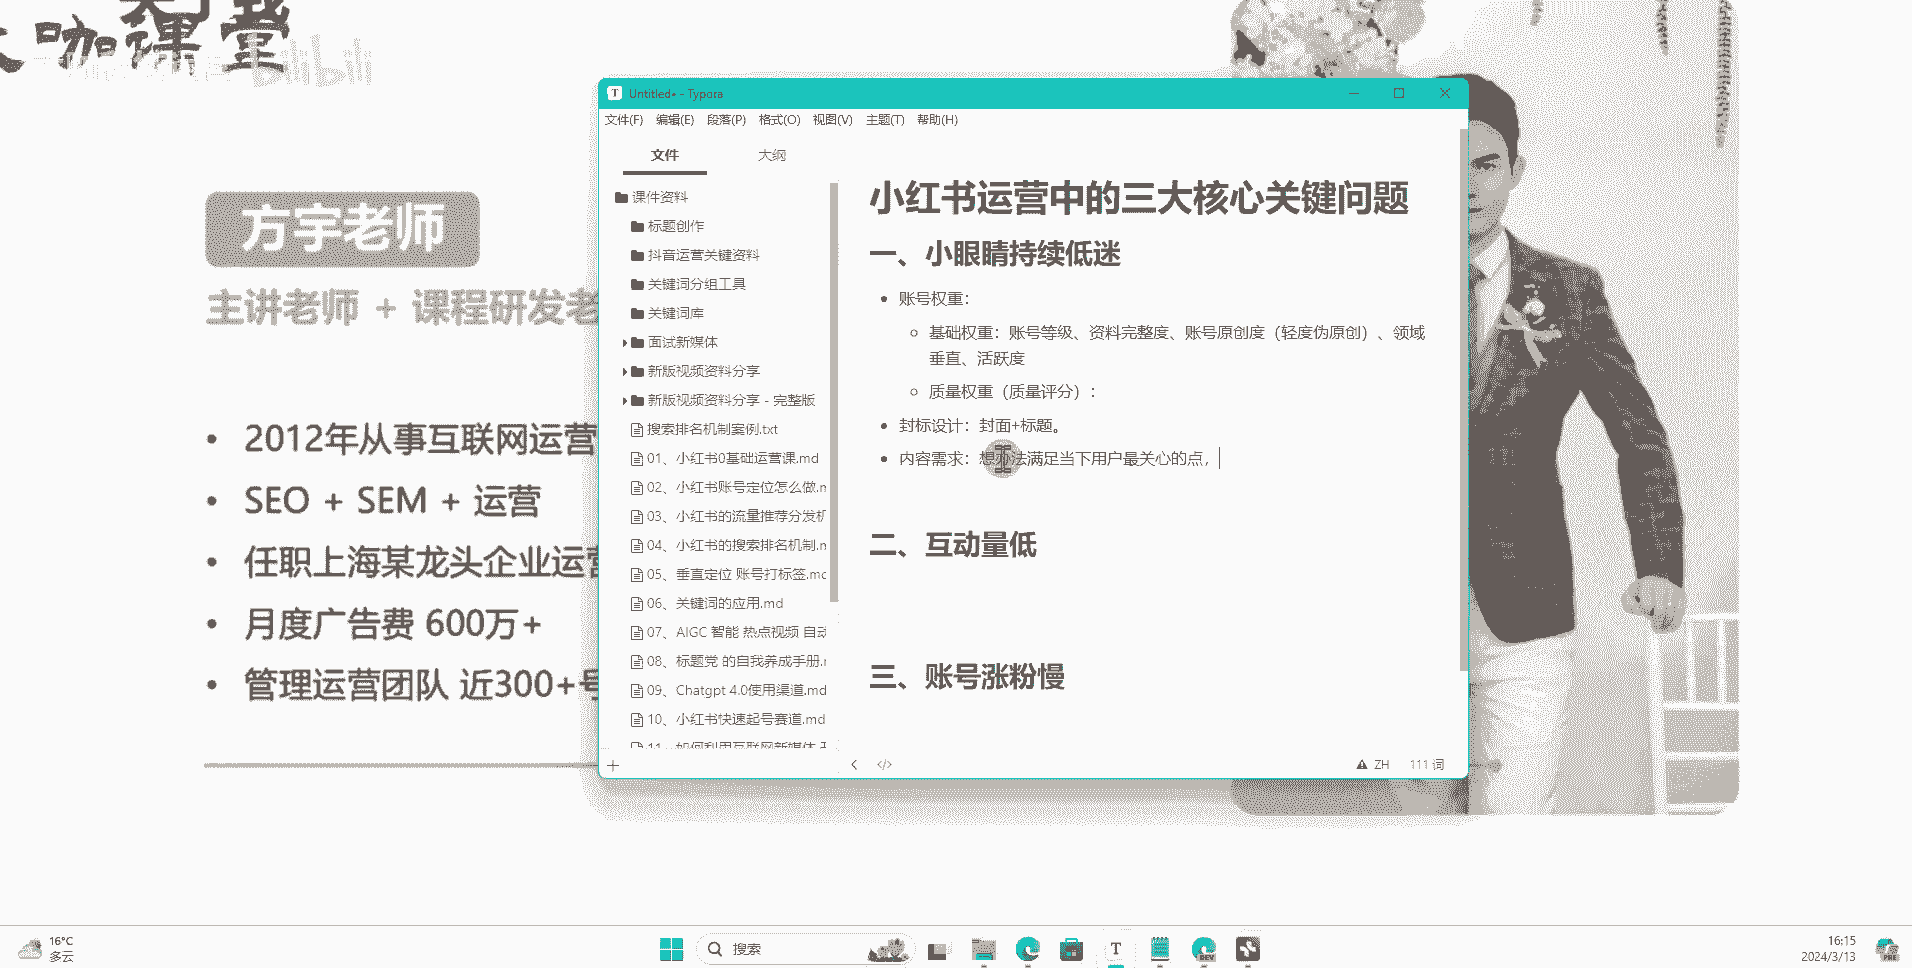 大咖课堂
bilibili
方宇老师
主讲老师 + 课程研发老
• 2012年从事互联网运营
• SEO + SEM + 运营
• 任职上海某龙头企业运营
• 月度广告费 600万+
• 管理运营团队 近300+号
Untitled• - Typora
文件(F) 编辑(E) 段落(P) 格式(O) 视图(V) 主题(T) 帮助(H)
文件 大纲
课件资料
标题创作
抖音运营关键资料
关键词分组工具
关键词库
面试新媒体
新版视频资料分享
新版视频资料分享 - 完整版
搜索排名机制案例.txt
01、小红书0基础运营课.md
02、小红书账号定位怎么做.m
03、小红书的流量推荐分发机
04、小红书的搜索排名机制.m
05、垂直定位 账号打标签.md
06、关键词的应用.md
07、AIGC 智能 热点视频 自动
08、标题党 的自我养成手册.m
09、Chatgpt 4.0使用渠道.md
10、小红书快速起号赛道.md
11、如何利用互联网新媒体
小红书运营中的三大核心关键问题
一、小眼睛持续低迷
• 账号权重：
○ 基础权重：账号等级、资料完整度、账号原创度（轻度伪原创）、领域
垂直、活跃度
○ 质量权重（质量评分）：
• 封标设计：封面+标题。
• 内容需求：想办法满足当下用户最关心的点，
二、互动量低
三、账号涨粉慢
ZH 111 词
16°C
多云
搜索
T
DEV
16:15
2024/3/13
PRE